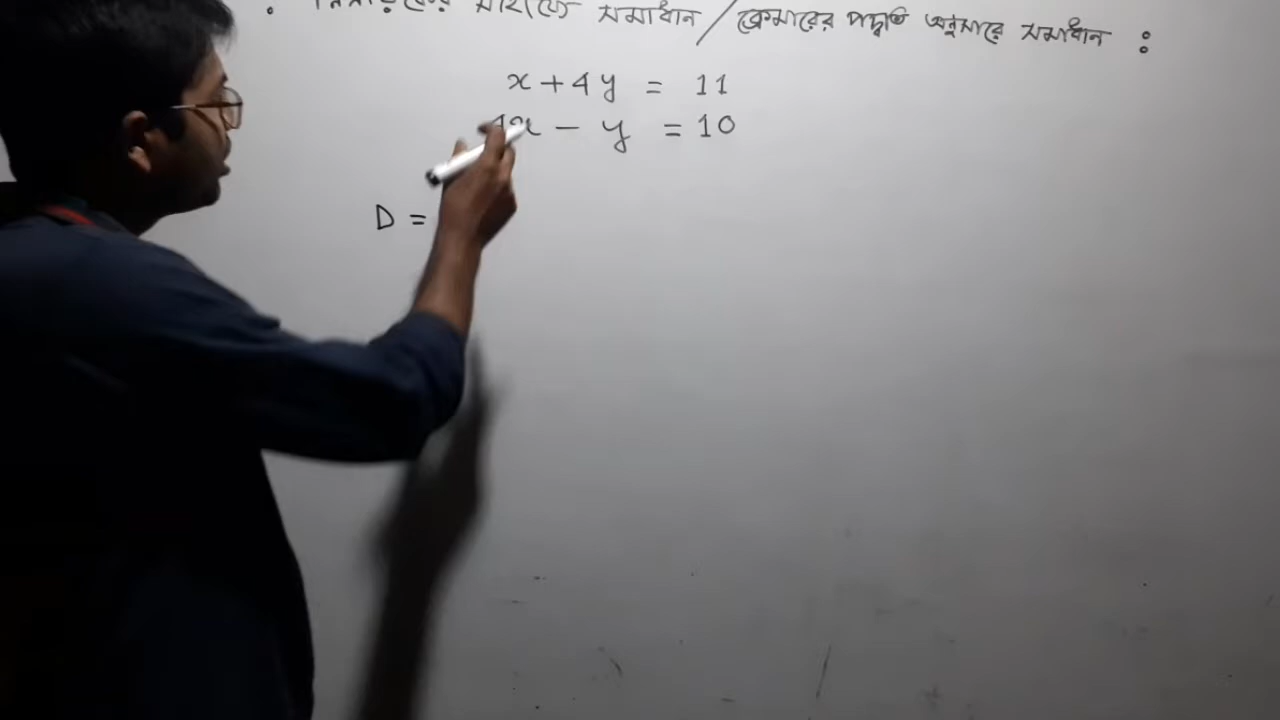 : নির্ণায়কের সাহায্যে সমাধান / ক্রেমারের পদ্ধতি অনুসারে সমাধান :
x + 4y = 11
x - y = 10
D =